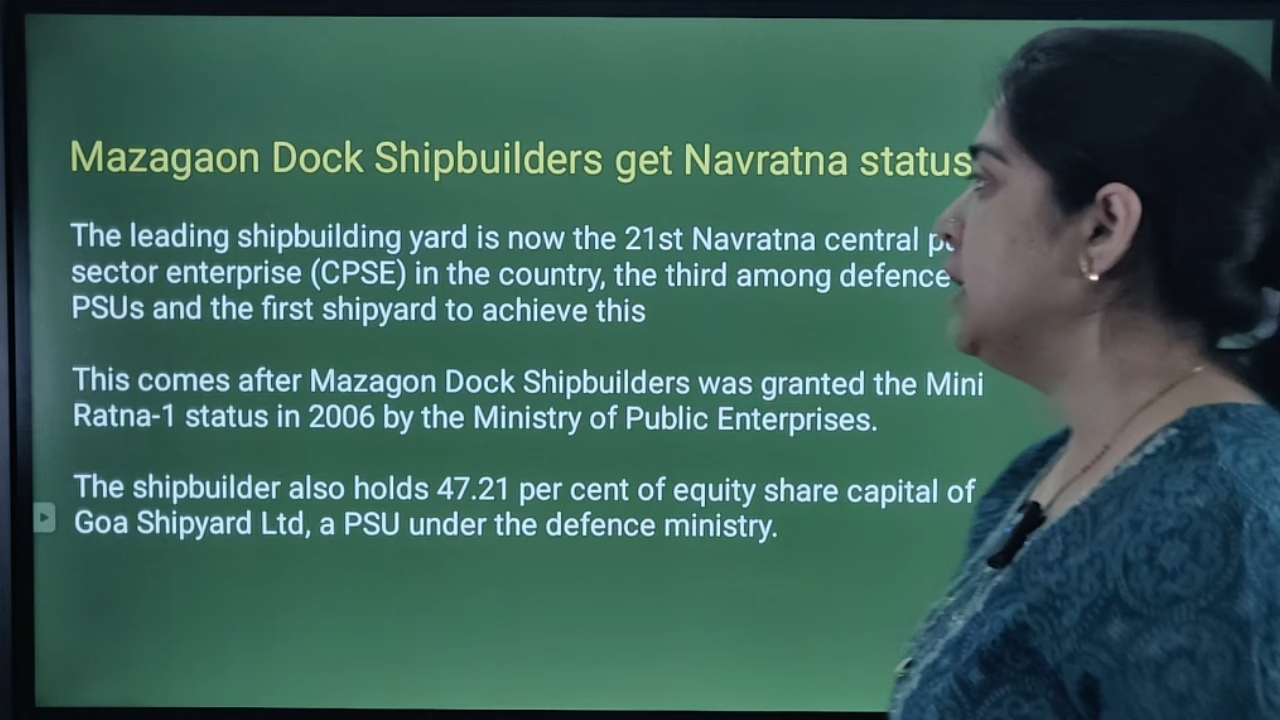 Mazagaon Dock Shipbuilders get Navratna status
The leading shipbuilding yard is now the 21st Navratna central
sector enterprise (CPSE) in the country, the third among defence
PSUs and the first shipyard to achieve this
This comes after Mazagon Dock Shipbuilders was granted the Mini
Ratna-1 status in 2006 by the Ministry of Public Enterprises.
The shipbuilder also holds 47.21 per cent of equity share capital of
Goa Shipyard Ltd, a PSU under the defence ministry.